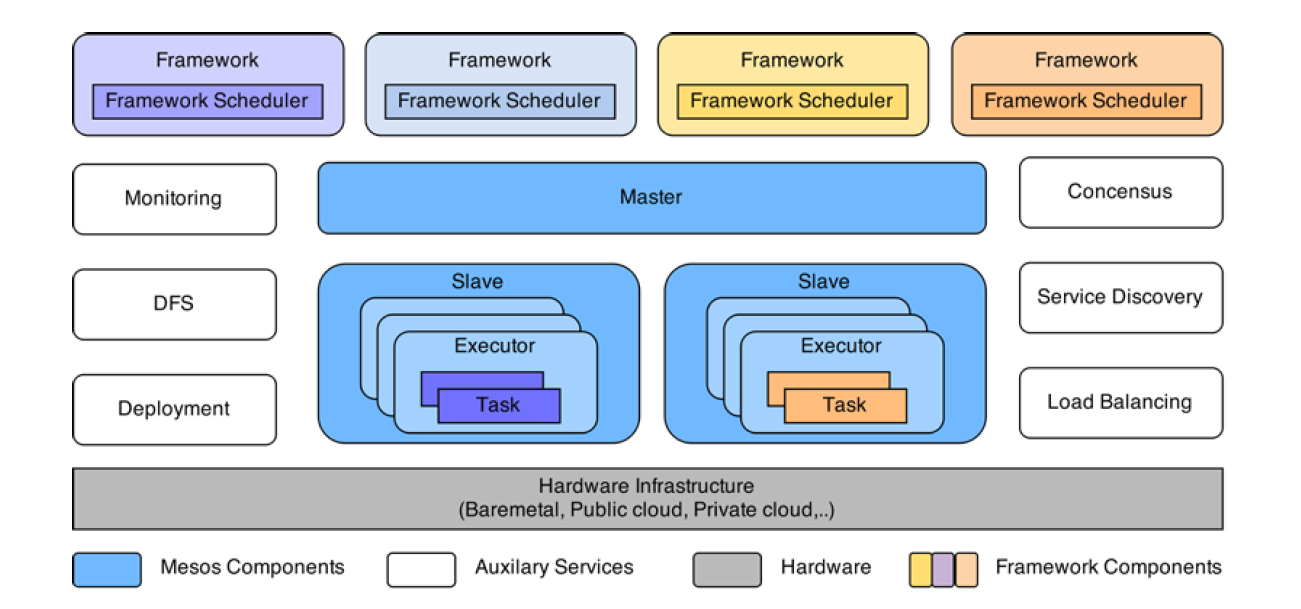 Framework
Framework Scheduler
Framework
Framework Scheduler
Framework
Framework Scheduler
Framework
Framework Scheduler
Monitoring
Master
Concensus
DFS
Slave
Executor
Task
Slave
Executor
Task
Service Discovery
Deployment
Load Balancing
Hardware Infrastructure
(Baremetal, Public cloud, Private cloud,..)
Mesos Components
Auxilary Services
Hardware
Framework Components